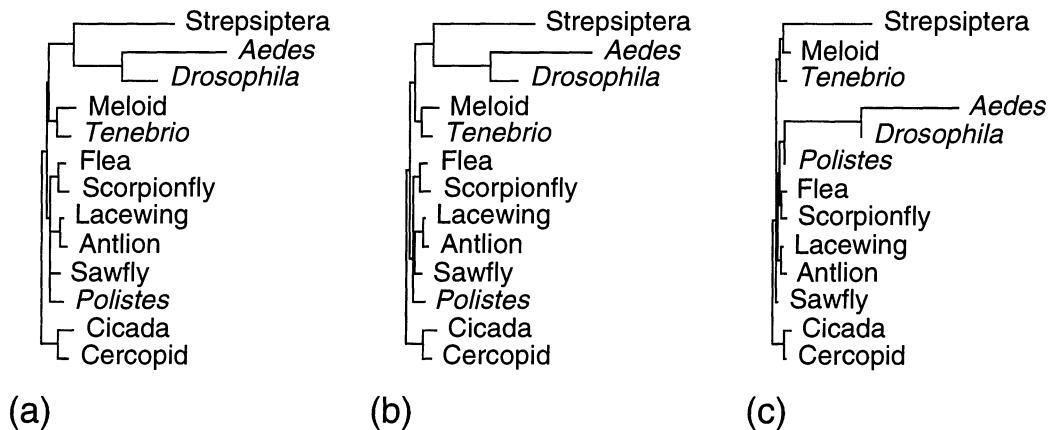 Strepsiptera
Aedes
Drosophila
Meloid
Tenebrio
Flea
Scorpionfly
Lacewing
Antlion
Sawfly
Polistes
Cicada
Cercopid
(a)
Strepsiptera
Aedes
Drosophila
Meloid
Tenebrio
Flea
Scorpionfly
Lacewing
Antlion
Sawfly
Polistes
Cicada
Cercopid
(b)
Strepsiptera
Meloid
Tenebrio
Aedes
Drosophila
Polistes
Flea
Scorpionfly
Lacewing
Antlion
Sawfly
Cicada
Cercopid
(c)